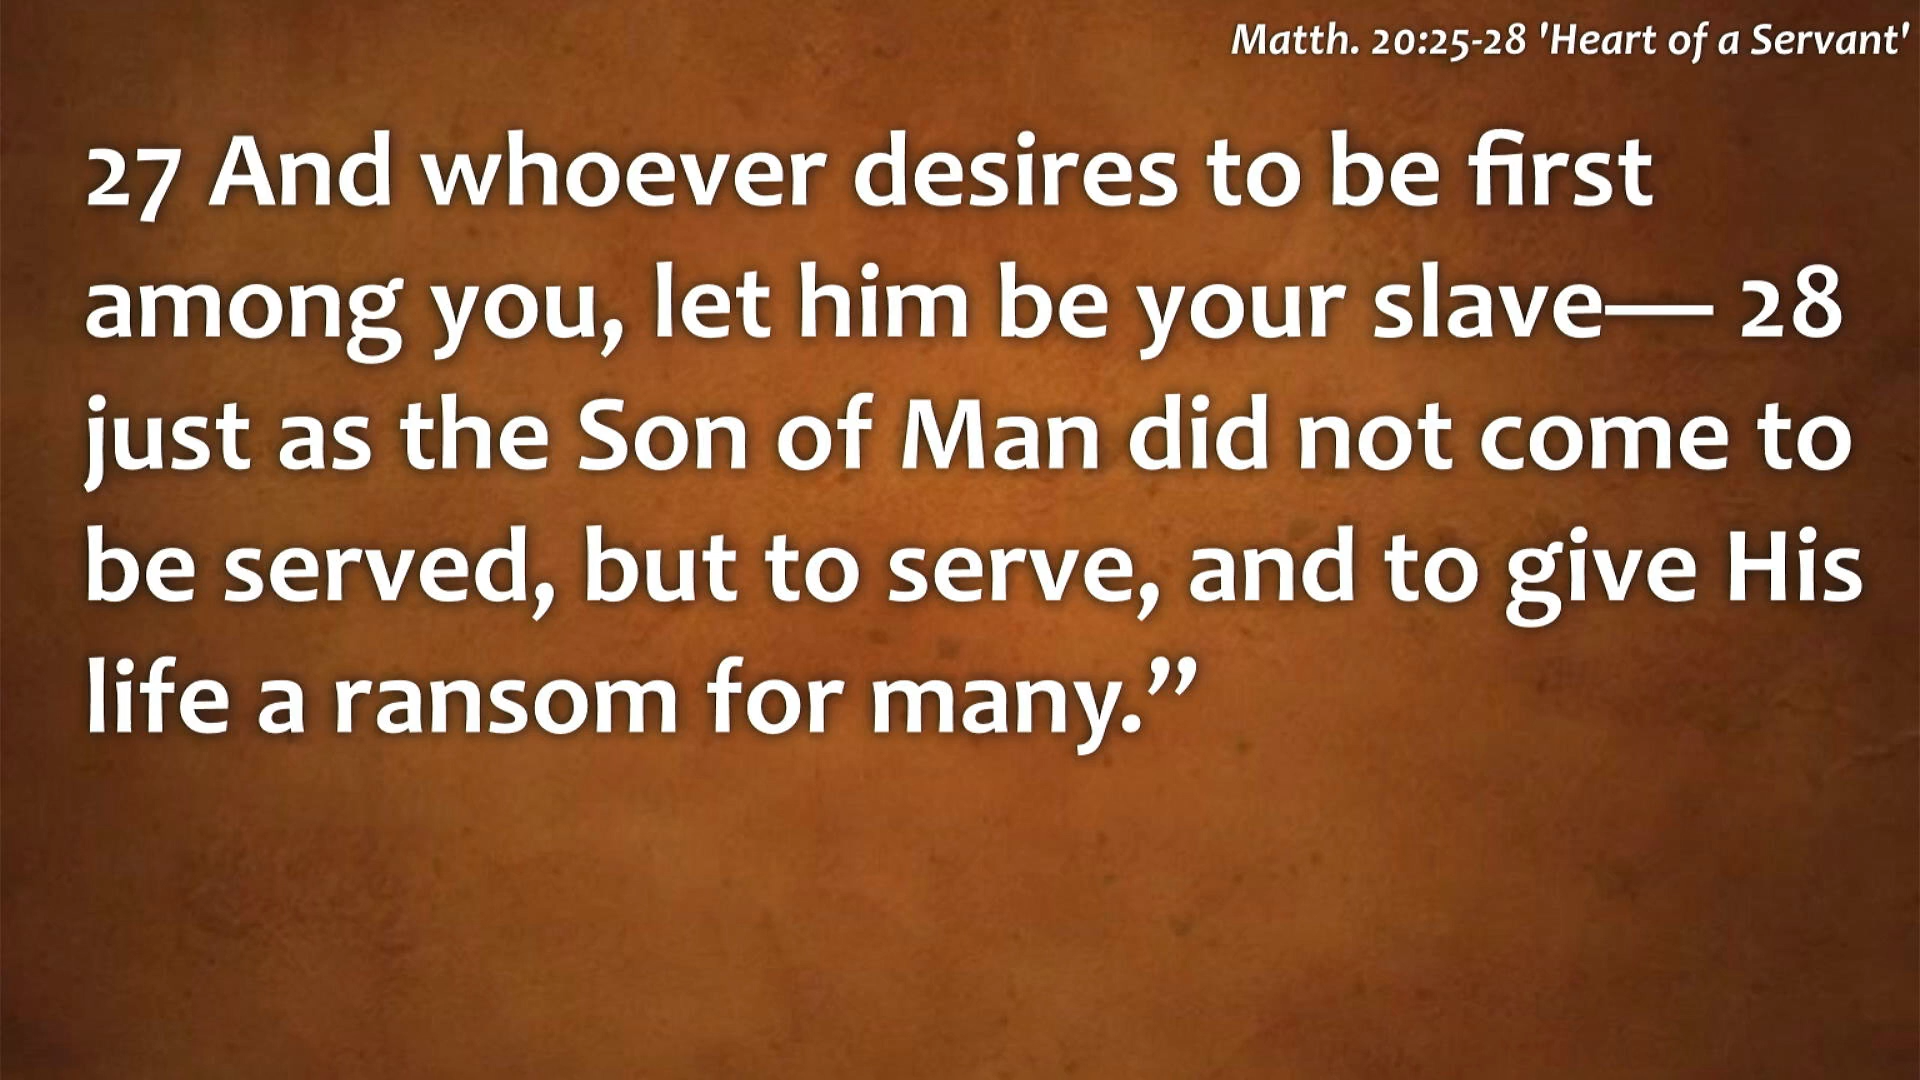 Matth. 20:25-28 'Heart of a Servant'
27 And whoever desires to be first
among you, let him be your slave— 28
just as the Son of Man did not come to
be served, but to serve, and to give His
life a ransom for many.”